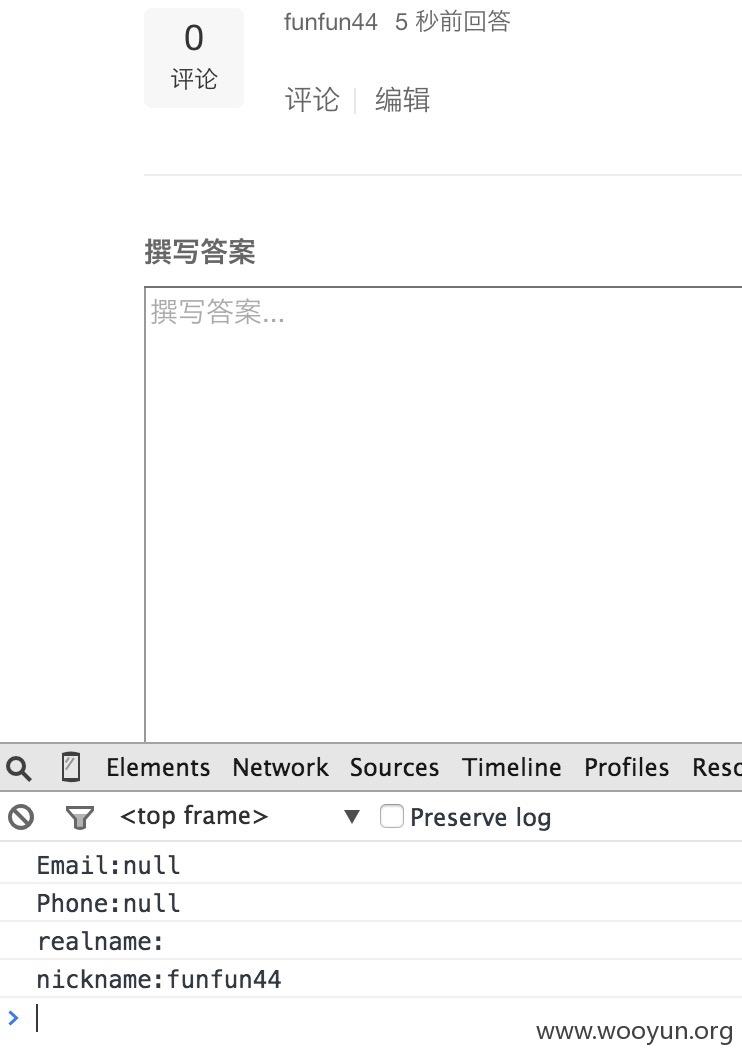 0
评论
funfun44 5 秒前回答
评论 编辑
撰写答案
撰写答案...
Elements Network Sources Timeline Profiles Reso
<top frame> ▼ Preserve log
Email:null
Phone:null
realname:
nickname:funfun44
>
www.wooyun.org